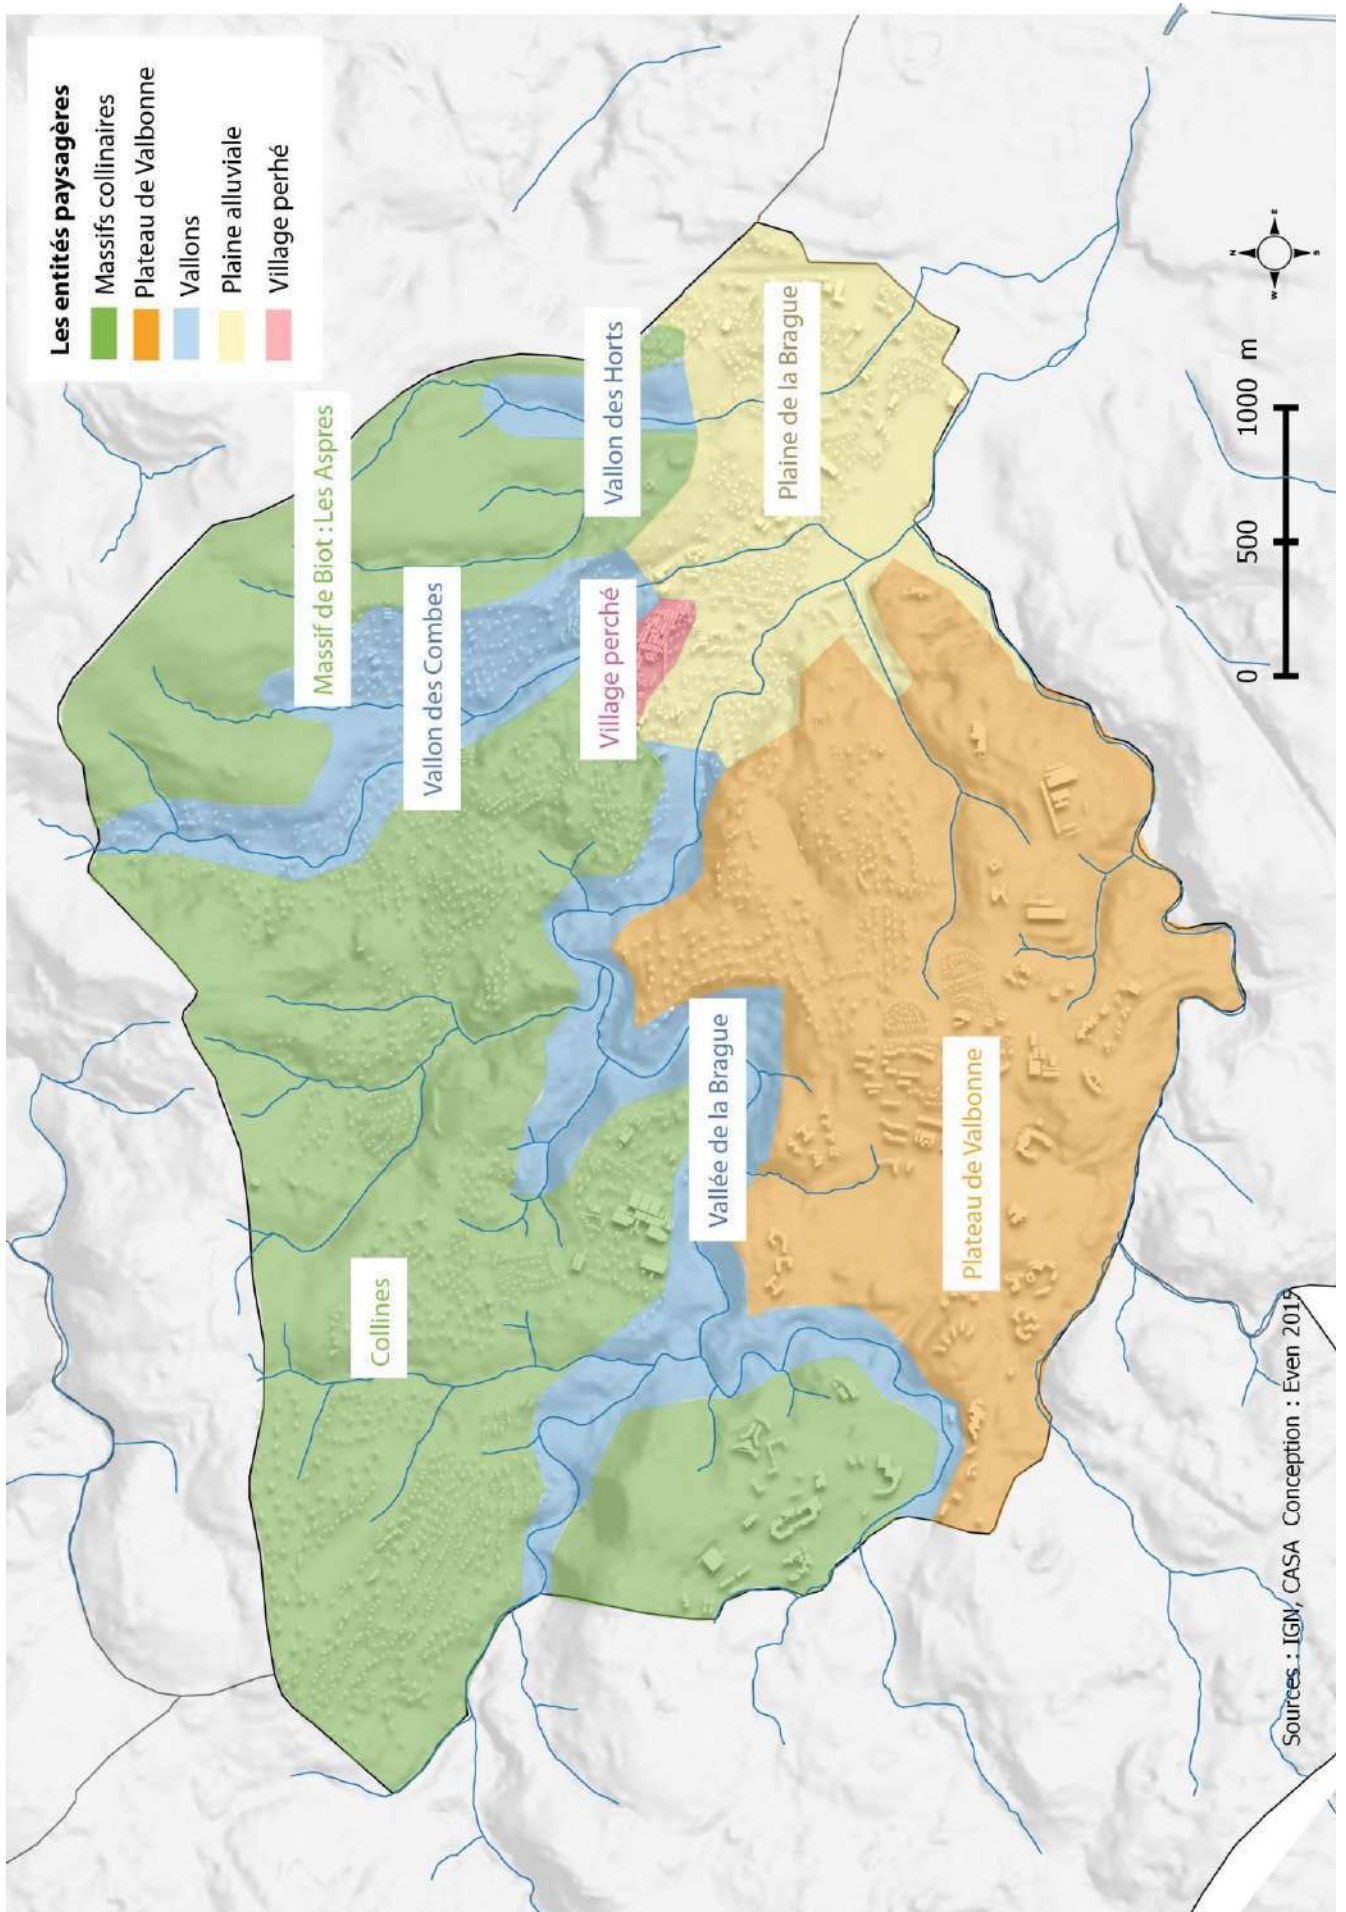 Les entités paysagères
Massifs collinaires
Plateau de Valbonne
Vallons
Plaine alluviale
Village perhé
Massif de Biot : Les Aspres
Vallon des Combes
Vallon des Horts
Village perché
Plaine de la Brague
Collines
Vallée de la Brague
Plateau de Valbonne
N
W
E
S
0 500 1000 m
Sources : IGN, CASA Conception : Even 2015